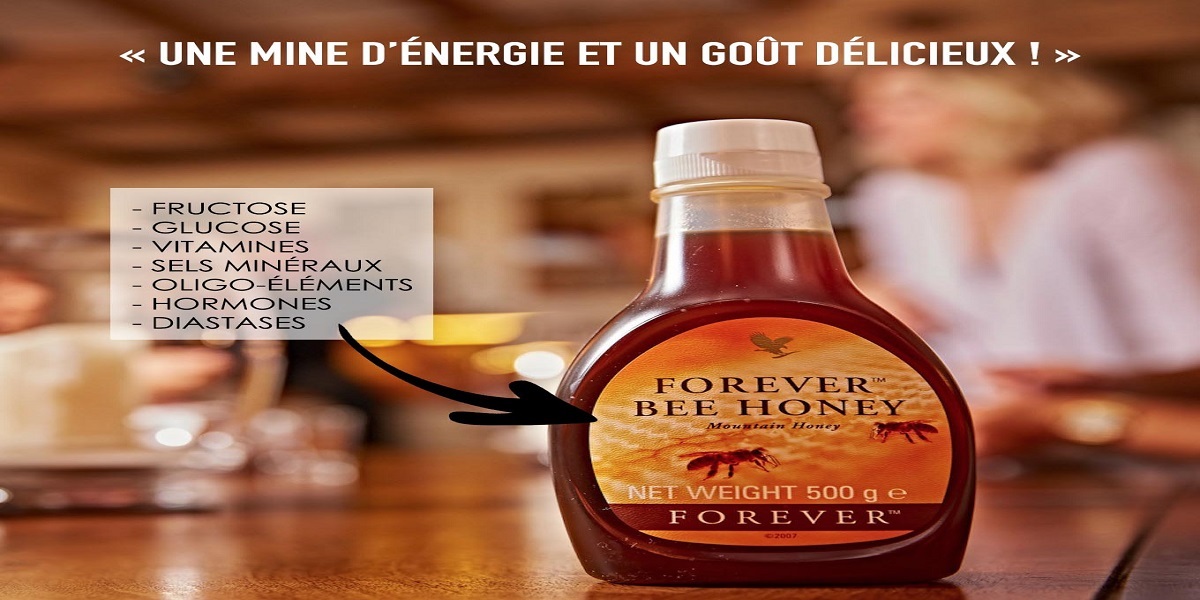 « UNE MINE D’ÉNERGIE ET UN GOÛT DÉLICIEUX ! »
- FRUCTOSE
- GLUCOSE
- VITAMINES
- SELS MINÉRAUX
- OLIGO-ÉLÉMENTS
- HORMONES
- DIASTASES
FOREVER™
BEE HONEY
Mountain Honey
NET WEIGHT 500 g ℮
FOREVER™
©2007